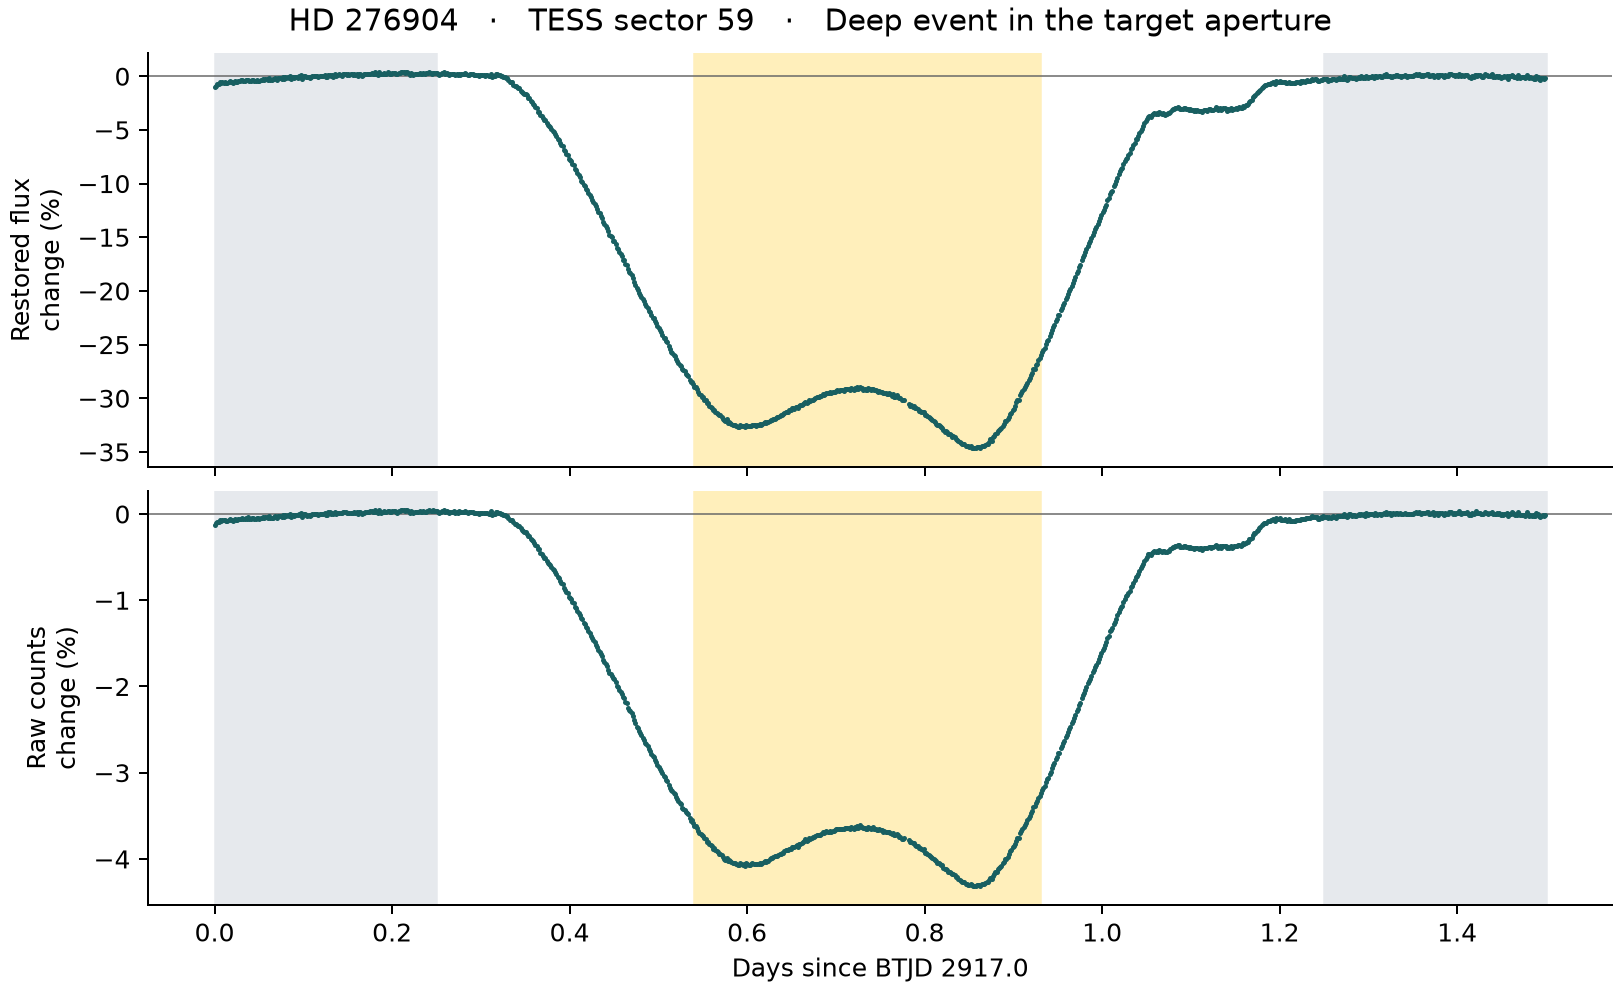 HD 276904 · TESS sector 59 · Deep event in the target aperture
Restored flux
change (%)
0
−5
−10
−15
−20
−25
−30
−35
Raw counts
change (%)
0
−1
−2
−3
−4
0.0 0.2 0.4 0.6 0.8 1.0 1.2 1.4
Days since BTJD 2917.0